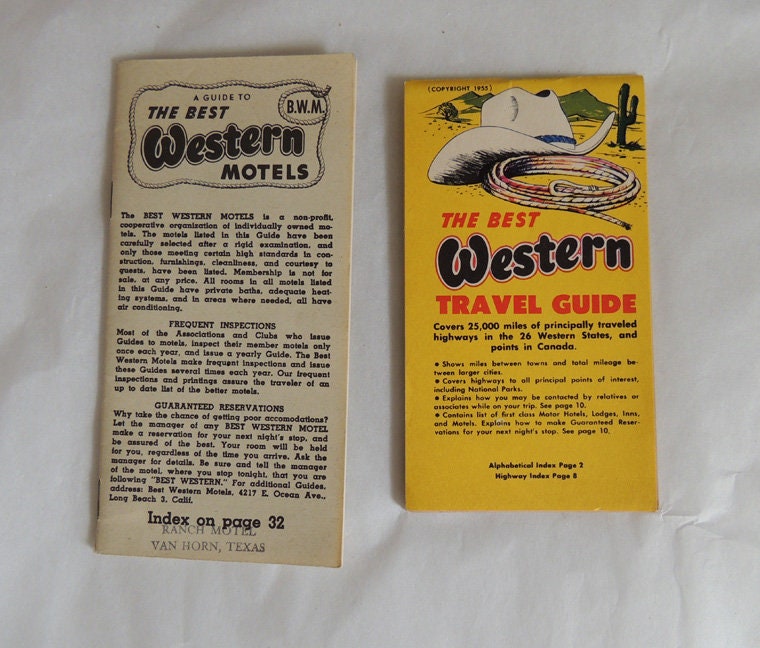 A GUIDE TO
THE BEST
B.W.M.
Western
MOTELS
The BEST WESTERN MOTELS is a non-profit,
cooperative organization of individually owned mo-
tels. The motels listed in this Guide have been
carefully selected after a rigid examination, and
only those meeting certain high standards in con-
struction, furnishings, cleanliness, and courtesy to
guests, have been listed. Membership is not for
sale, at any price. All rooms in all motels listed
in this Guide have private baths, adequate heat-
ing systems, and in areas where needed, all have
air conditioning.
FREQUENT INSPECTIONS
Most of the Associations and Clubs who issue
Guides to motels, inspect their member motels only
once each year, and issue a yearly Guide. The Best
Western Motels make frequent inspections and issue
these Guides several times each year. Our frequent
inspections and printings assure the traveler of an
up to date list of the better motels.
GUARANTEED RESERVATIONS
Why take the chance of getting poor accomodations?
Let the manager of any BEST WESTERN MOTEL
make a reservation for your next night's stop, and
be assured of the best. Your room will be held
for you, regardless of the time you arrive. Ask the
manager for details. Be sure and tell the manager
of the motel, where you stop tonight, that you are
following "BEST WESTERN." For additional Guides,
address: Best Western Motels, 4217 E. Ocean Ave.,
Long Beach 3, Calif.
Index on page 32
RANCH MOTEL
VAN HORN, TEXAS
(COPYRIGHT 1955)
THE BEST
Western
TRAVEL GUIDE
Covers 25,000 miles of principally traveled
highways in the 26 Western States, and
points in Canada.
• Shows miles between towns and total mileage be-
tween larger cities.
• Covers highways to all principal points of interest,
including National Parks.
• Explains how you may be contacted by relatives or
associates while on your trip. See page 10.
• Contains list of first class Motor Hotels, Lodges, Inns,
and Motels. Explains how to make Guaranteed Reser-
vations for your next night's stop. See page 10.
Alphabetical Index Page 2
Highway Index Page 8